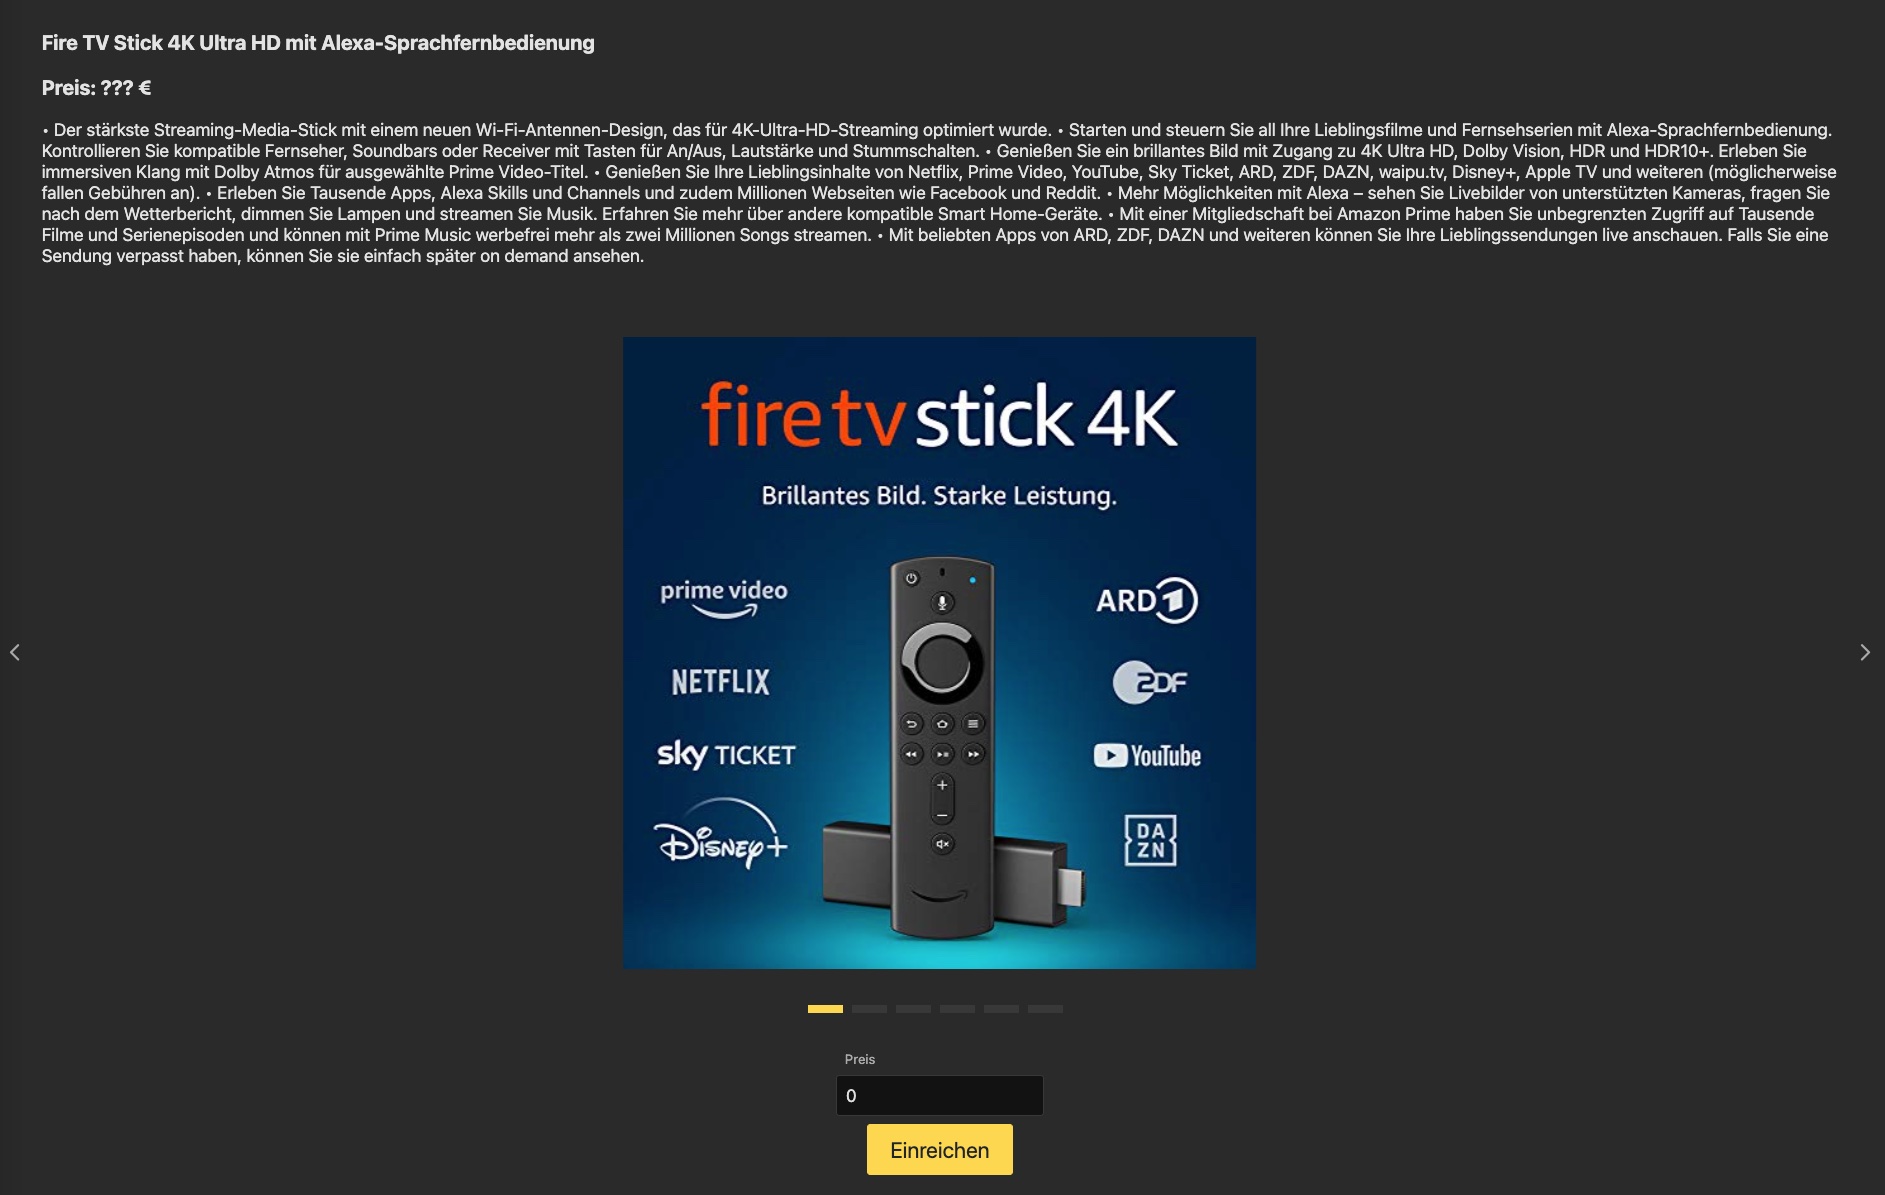 Fire TV Stick 4K Ultra HD mit Alexa-Sprachfernbedienung
Preis: ??? €
• Der stärkste Streaming-Media-Stick mit einem neuen Wi-Fi-Antennen-Design, das für 4K-Ultra-HD-Streaming optimiert wurde. • Starten und steuern Sie all Ihre Lieblingsfilme und Fernsehserien mit Alexa-Sprachfernbedienung.
Kontrollieren Sie kompatible Fernseher, Soundbars oder Receiver mit Tasten für An/Aus, Lautstärke und Stummschalten. • Genießen Sie ein brillantes Bild mit Zugang zu 4K Ultra HD, Dolby Vision, HDR und HDR10+. Erleben Sie
immersiven Klang mit Dolby Atmos für ausgewählte Prime Video-Titel. • Genießen Sie Ihre Lieblingsinhalte von Netflix, Prime Video, YouTube, Sky Ticket, ARD, ZDF, DAZN, waipu.tv, Disney+, Apple TV und weiteren (möglicherweise
fallen Gebühren an). • Erleben Sie Tausende Apps, Alexa Skills und Channels und zudem Millionen Webseiten wie Facebook und Reddit. • Mehr Möglichkeiten mit Alexa – sehen Sie Livebilder von unterstützten Kameras, fragen Sie
nach dem Wetterbericht, dimmen Sie Lampen und streamen Sie Musik. Erfahren Sie mehr über andere kompatible Smart Home-Geräte. • Mit einer Mitgliedschaft bei Amazon Prime haben Sie unbegrenzten Zugriff auf Tausende
Filme und Serienepisoden und können mit Prime Music werbefrei mehr als zwei Millionen Songs streamen. • Mit beliebten Apps von ARD, ZDF, DAZN und weiteren können Sie Ihre Lieblingssendungen live anschauen. Falls Sie eine
Sendung verpasst haben, können Sie sie einfach später on demand ansehen.
fire tv stick 4K
Brillantes Bild. Starke Leistung.
prime video
ARD 1
NETFLIX
2DF
sky TICKET
YouTube
Disney+
DA
ZN
Preis
0
Einreichen